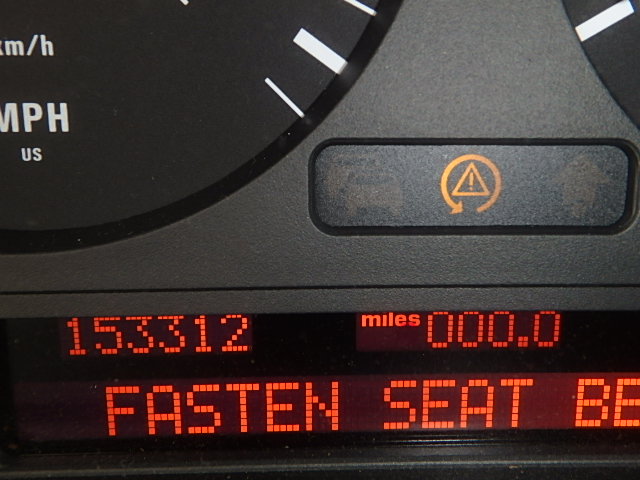 km/h
MPH
US
153312 miles 000.0
FASTEN SEAT BE